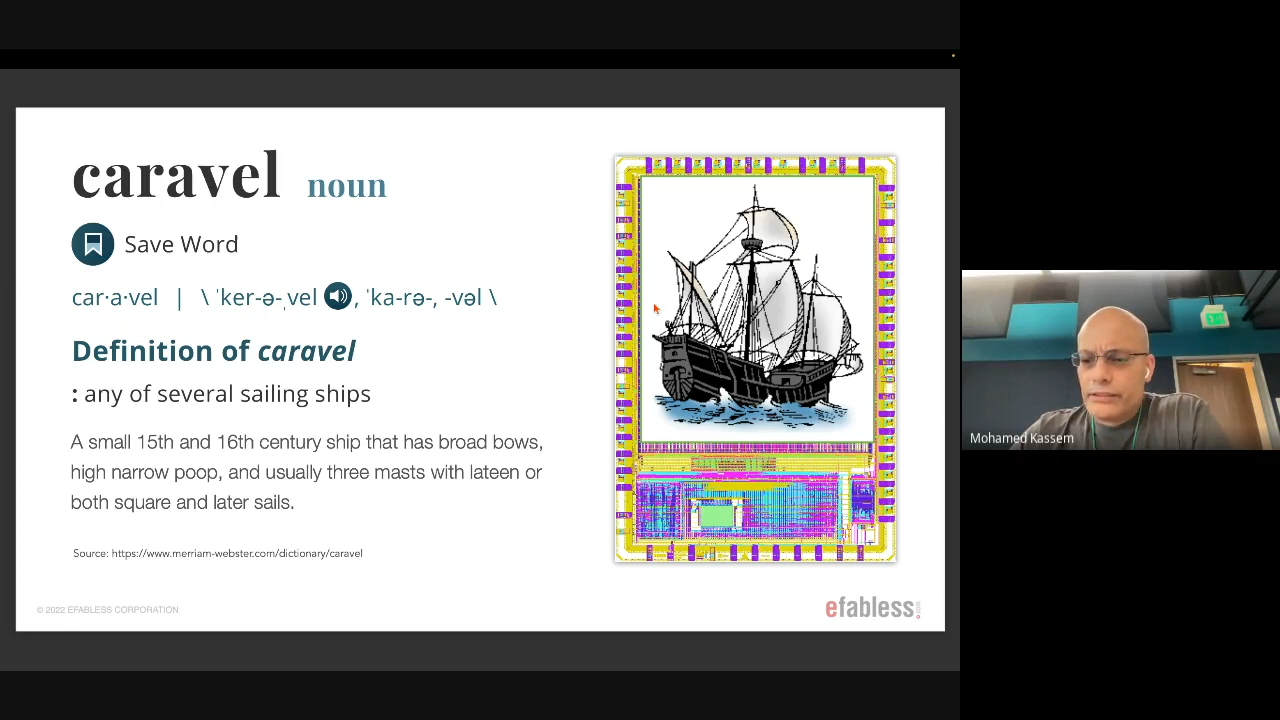 caravel noun
Save Word
car·a·vel | \ ˈker-ə-ˌvel , ˈka-rə-, -vəl \
Definition of caravel
: any of several sailing ships
A small 15th and 16th century ship that has broad bows,
high narrow poop, and usually three masts with lateen or
both square and later sails.
Source: https://www.merriam-webster.com/dictionary/caravel
© 2022 EFABLESS CORPORATION
efabless.com
Mohamed Kassem